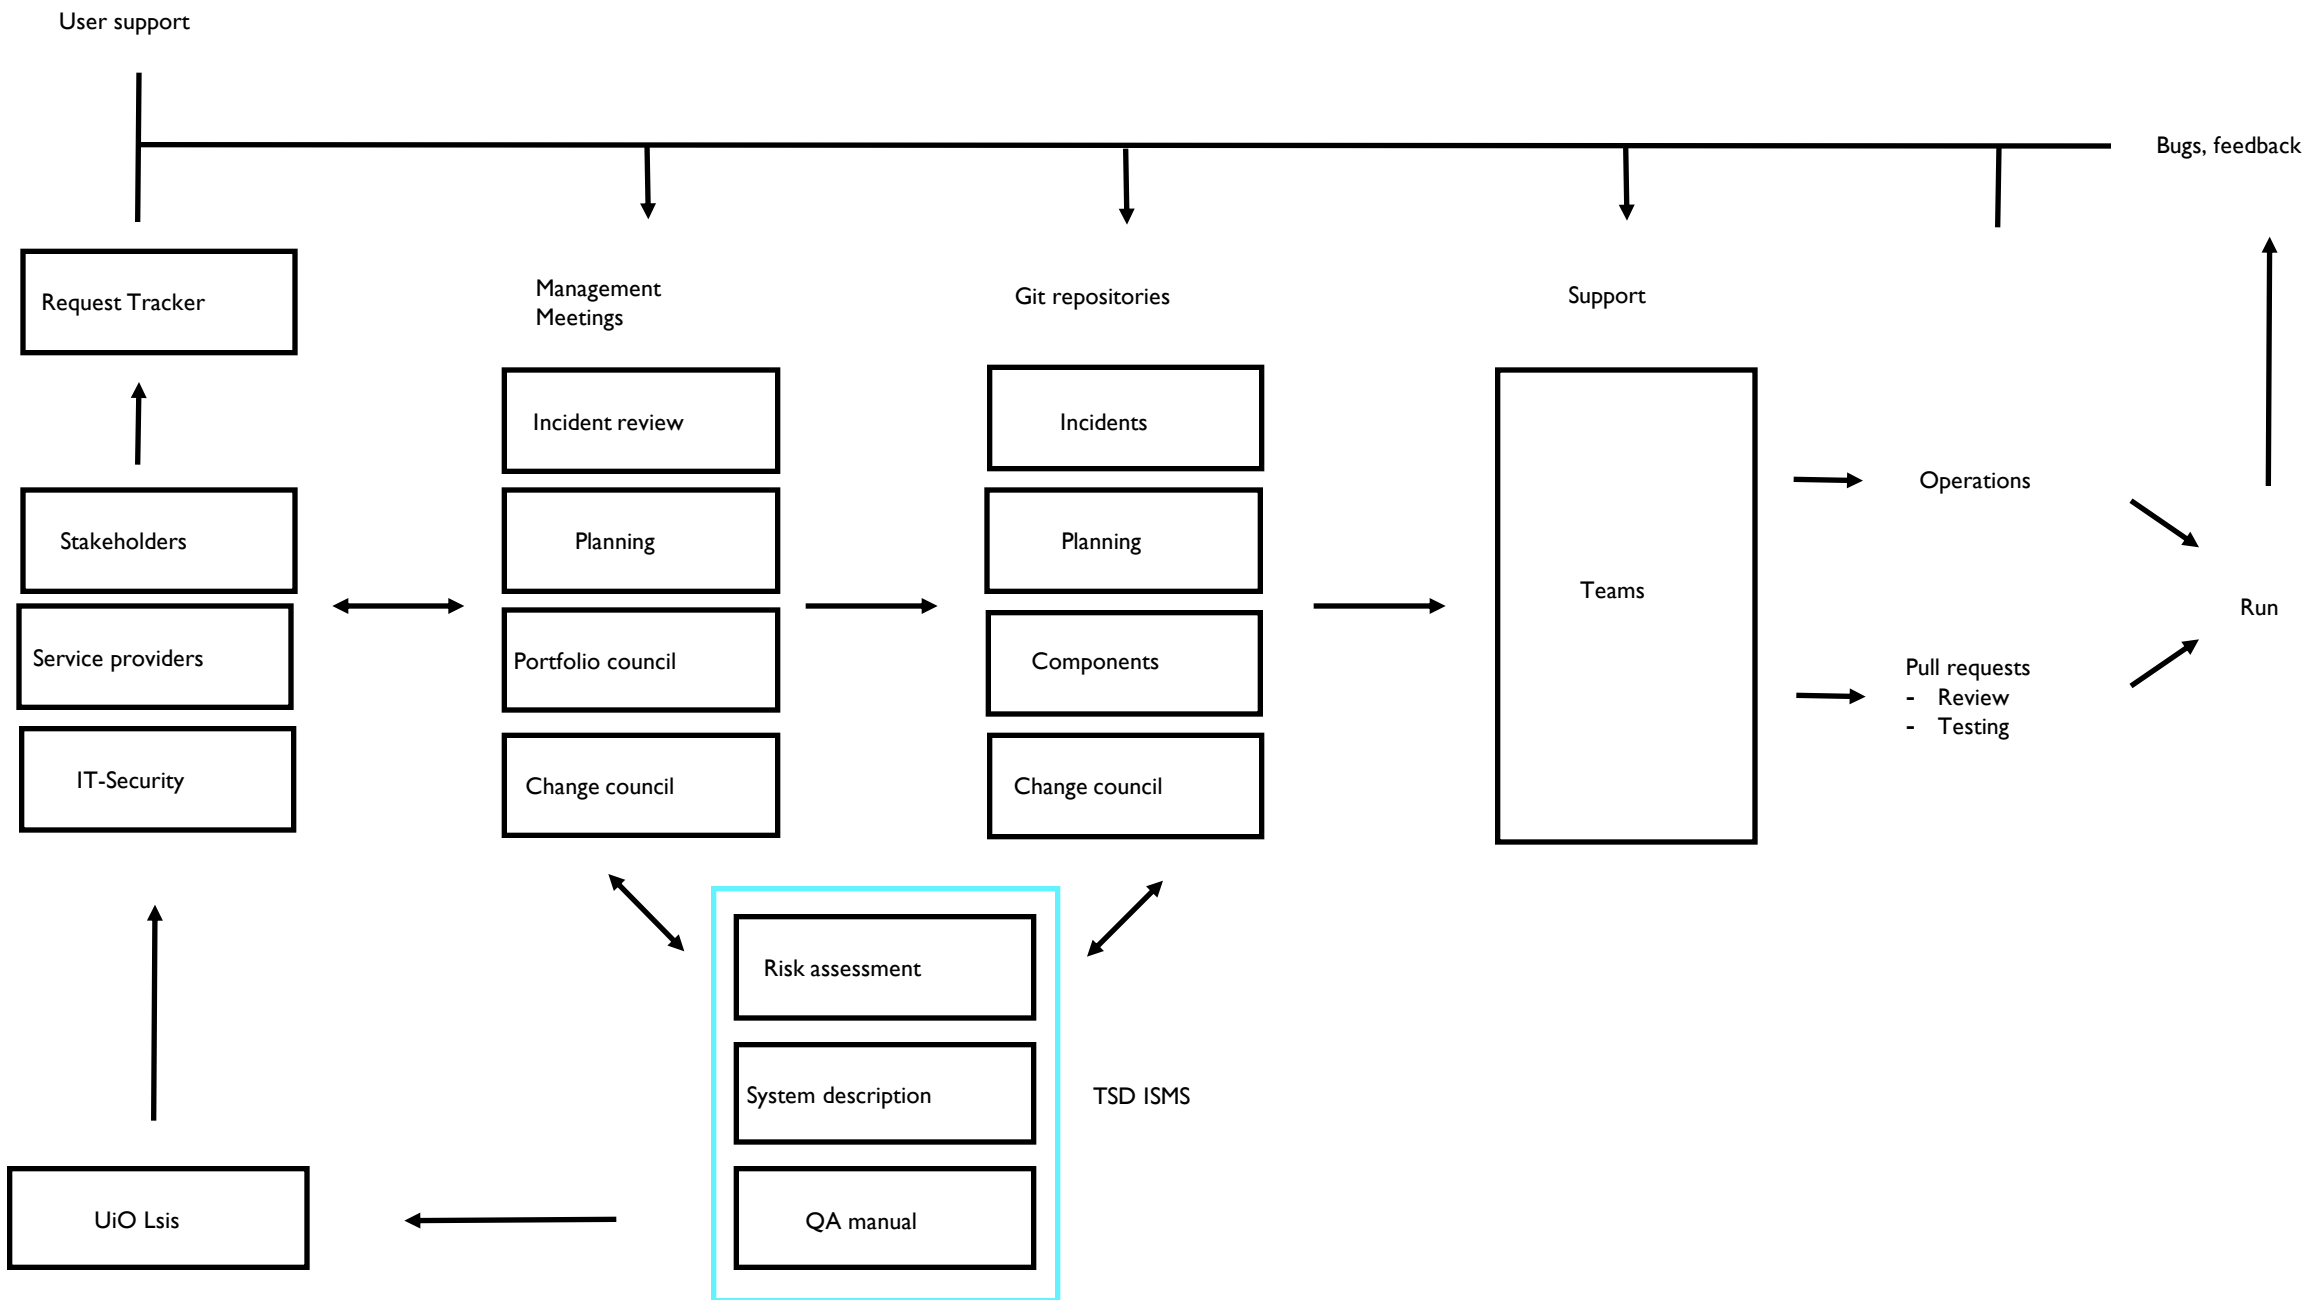 User support
Bugs, feedback
Request Tracker
Management
Meetings
Git repositories
Support
Incident review
Incidents
Operations
Stakeholders
Planning
Planning
Teams
Run
Service providers
Portfolio council
Components
Pull requests
- Review
- Testing
IT-Security
Change council
Change council
Risk assessment
System description
TSD ISMS
UiO Lsis
QA manual